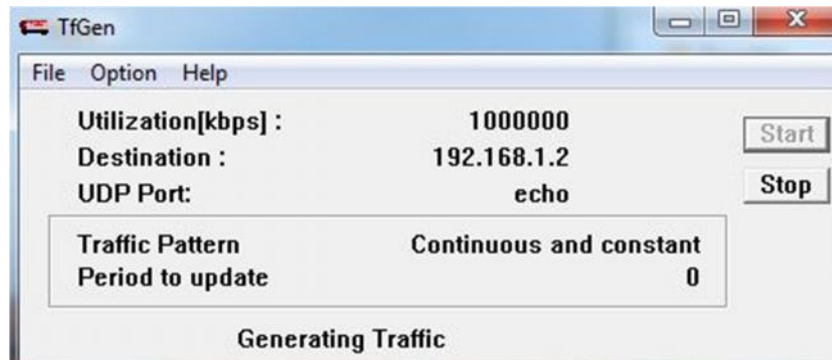 TfGen
File Option Help
Utilization[kbps] : 1000000
Start
Destination : 192.168.1.2
UDP Port: echo
Stop
Traffic Pattern Continuous and constant
Period to update 0
Generating Traffic